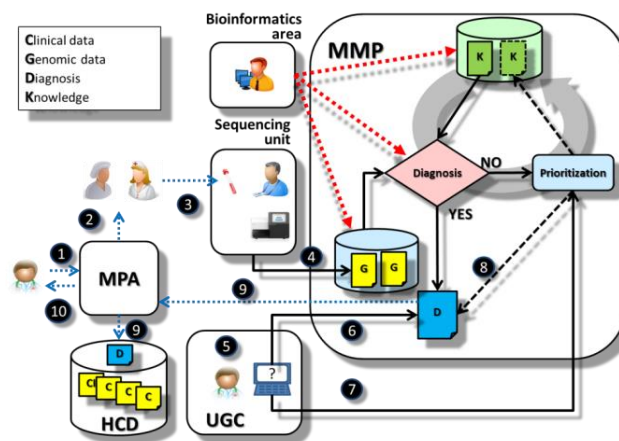 Clinical data
Genomic data
Diagnosis
Knowledge
Bioinformatics
area
MMP
K
K
Sequencing
unit
Diagnosis
NO
Prioritization
YES
3
2
4
G
G
8
1
MPA
9
10
D
9
6
5
D
?
7
CD
C
C
C
HCD
UGC